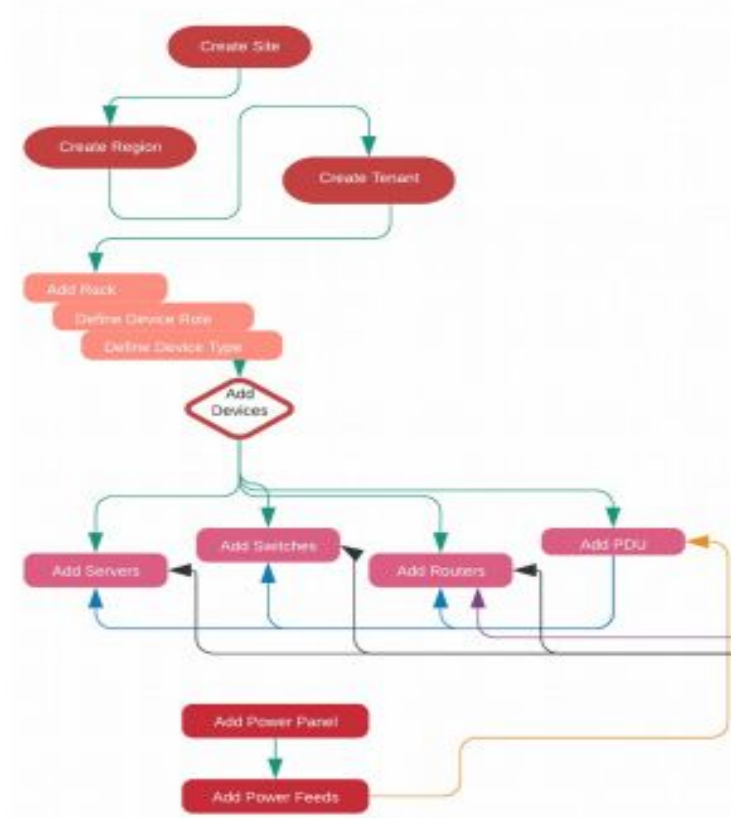 Create Site
Create Region
Create Tenant
Add Rack
Define Device Role
Define Device Type
Add
Devices
Add Servers
Add Switches
Add Routers
Add PDU
Add Power Panel
Add Power Feeds